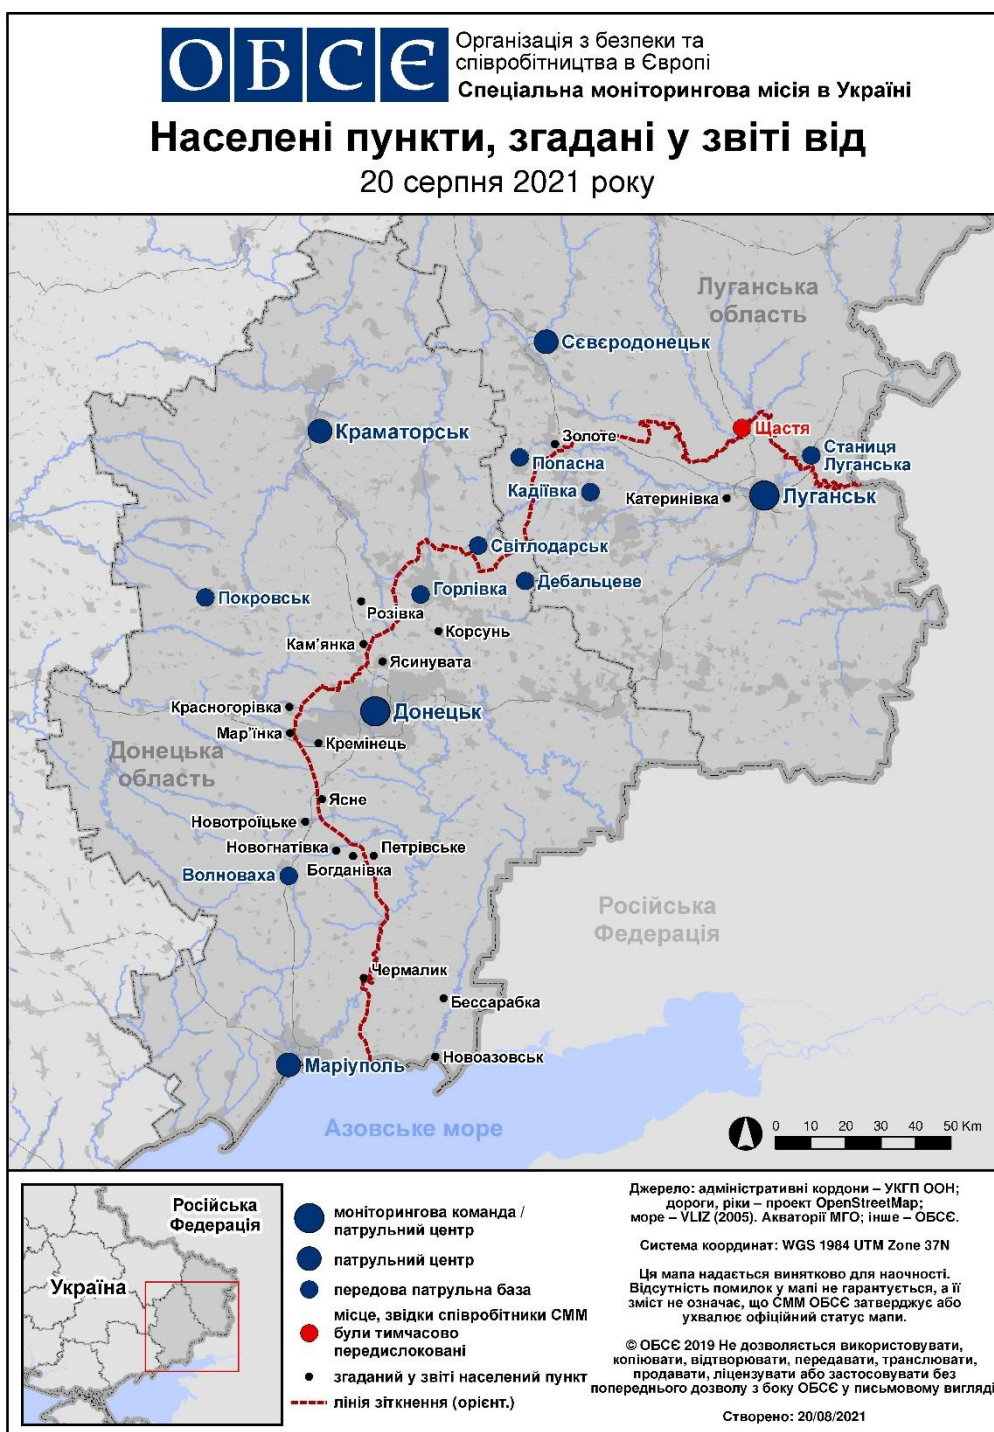 ОБСЄ
Організація з безпеки та
співробітництва в Європі
Спеціальна моніторингова місія в Україні
Населені пункти, згадані у звіті від
20 серпня 2021 року
Луганська
область
Сєвєродонецьк
Краматорськ
Золоте
Щастя
Станиця
Луганська
Попасна
Кадіївка
Катеринівка
Луганськ
Світлодарськ
Дебальцеве
Горлівка
Покровськ
Розівка
Корсунь
Кам'янка
Ясинувата
Красногорівка
Донецьк
Мар'їнка
Кремінець
Донецька
область
Ясне
Новотроїцьке
Новогнатівка
Петрівське
Богданівка
Волноваха
Російська
Федерація
Чермалик
Бессарабка
Новоазовськ
Маріуполь
Азовське море
0 10 20 30 40 50 Km
Російська
Федерація
Україна
моніторингова команда /
патрульний центр
патрульний центр
передова патрульна база
місце, звідки співробітники СММ
були тимчасово
передислоковані
згаданий у звіті населений пункт
лінія зіткнення (орієнт.)
Джерело: адміністративні кордони – УКГП ООН;
дороги, ріки – проект OpenStreetMap;
море – VLIZ (2005). Акваторії МГО; інше – ОБСЄ.
Система координат: WGS 1984 UTM Zone 37N
Ця мапа надається винятково для наочності.
Відсутність помилок у мапі не гарантується, а її
зміст не означає, що СММ ОБСЄ затверджує або
ухвалює офіційний статус мапи.
© ОБСЄ 2019 Не дозволяється використовувати,
копіювати, відтворювати, передавати, транслювати,
продавати, ліцензувати або застосовувати без
попереднього дозволу з боку ОБСЄ у письмовому вигляді
Створено: 20/08/2021